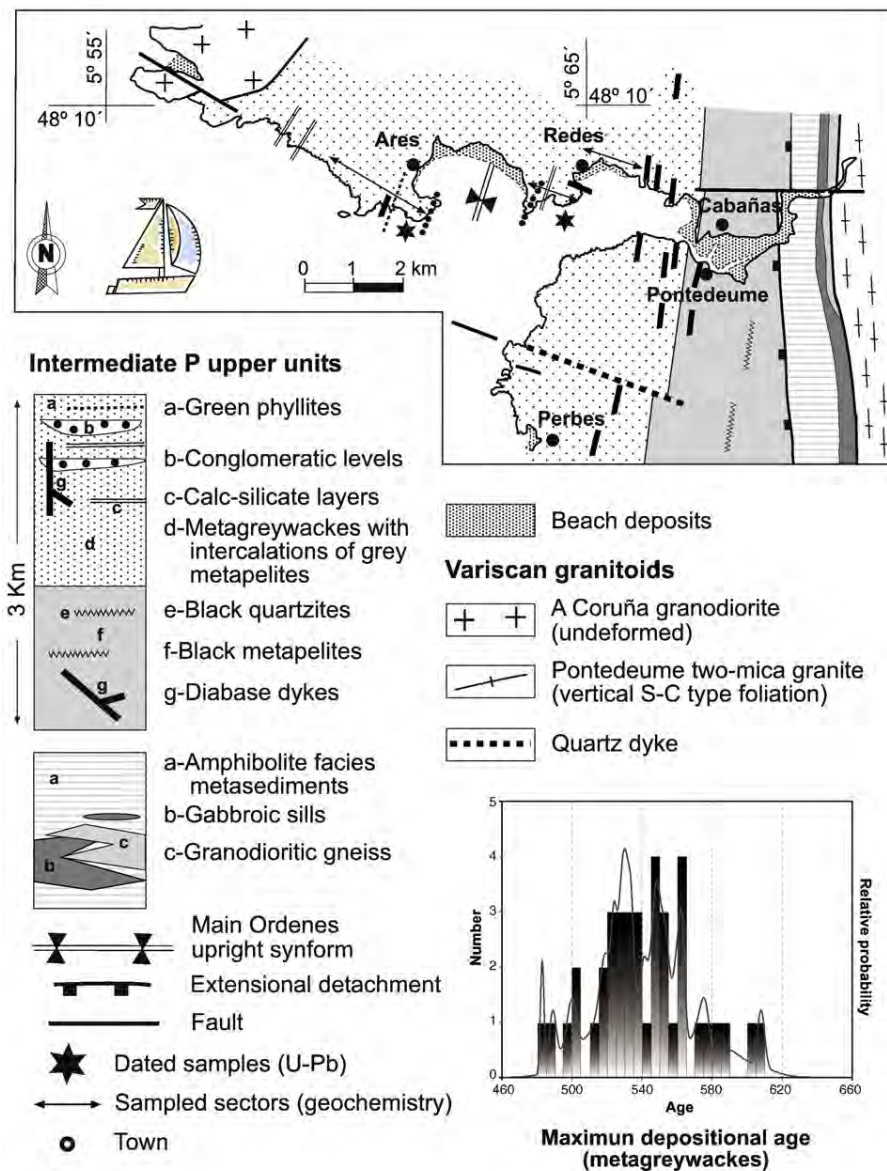 5º 55´
48º 10´
5º 65´
48º 10´
Ares
Redes
Cabañas
Pontedeume
Perbes
N
0 1 2 km
Intermediate P upper units
3 Km
a
b
g
c
d
e
f
g
a-Green phyllites
b-Conglomeratic levels
c-Calc-silicate layers
d-Metagreywackes with
intercalations of grey
metapelites
e-Black quartzites
f-Black metapelites
g-Diabase dykes
a
b
c
a-Amphibolite facies
metasediments
b-Gabbroic sills
c-Granodioritic gneiss
Main Ordenes
upright synform
Extensional detachment
Fault
Dated samples (U-Pb)
Sampled sectors (geochemistry)
Town
Beach deposits
Variscan granitoids
A Coruña granodiorite
(undeformed)
Pontedeume two-mica granite
(vertical S-C type foliation)
Quartz dyke
5
4
3
2
1
0
Number
Relative probability
460 500 540 580 620 660
Age
Maximun depositional age
(metagreywackes)